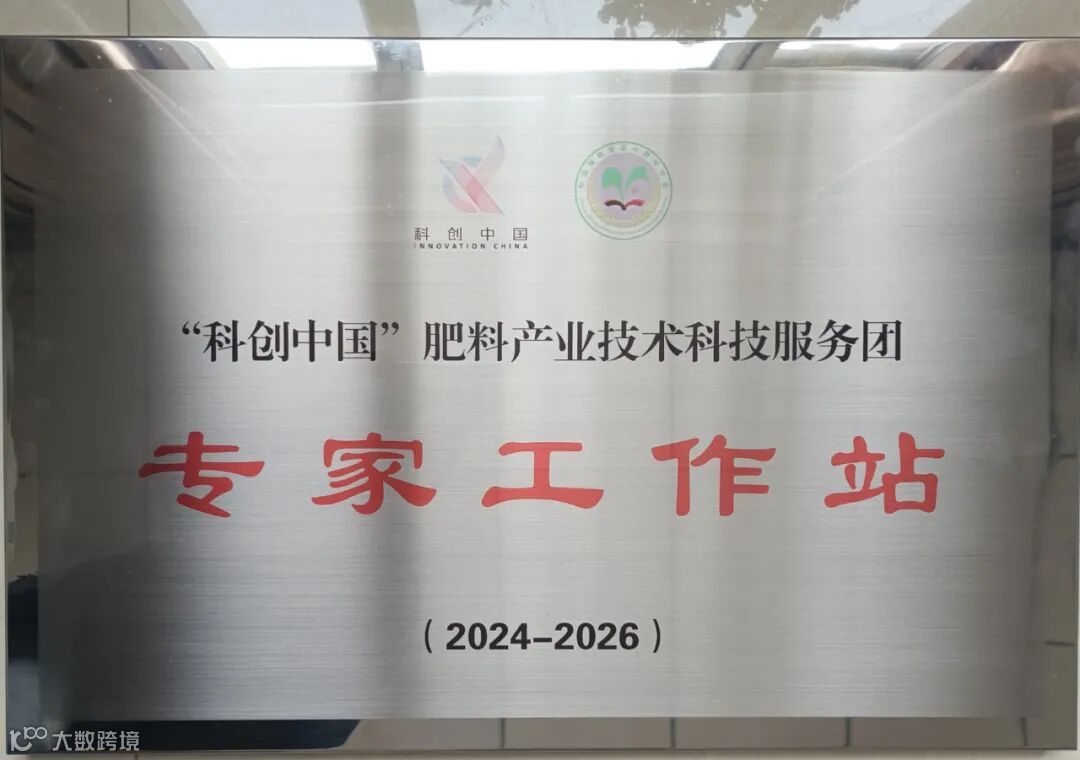 科创中国
INNOVATION CHINA
“科创中国”肥料产业技术科技服务团
专家工作站
（2024-2026）
大数跨境